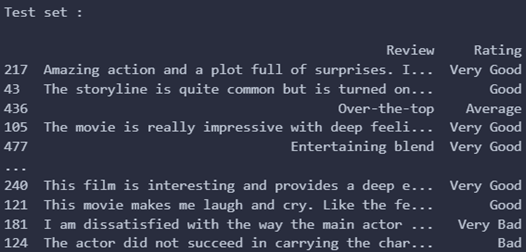 Test set :
Review Rating
217 Amazing action and a plot full of surprises. I... Very Good
43 The storyline is quite common but is turned on... Good
436 Over-the-top Average
105 The movie is really impressive with deep feeli... Very Good
477 Entertaining blend Very Good
...
240 This film is interesting and provides a deep e... Very Good
121 This movie makes me laugh and cry. Like the fe... Good
181 I am dissatisfied with the way the main actor ... Very Bad
124 The actor did not succeed in carrying the char... Bad